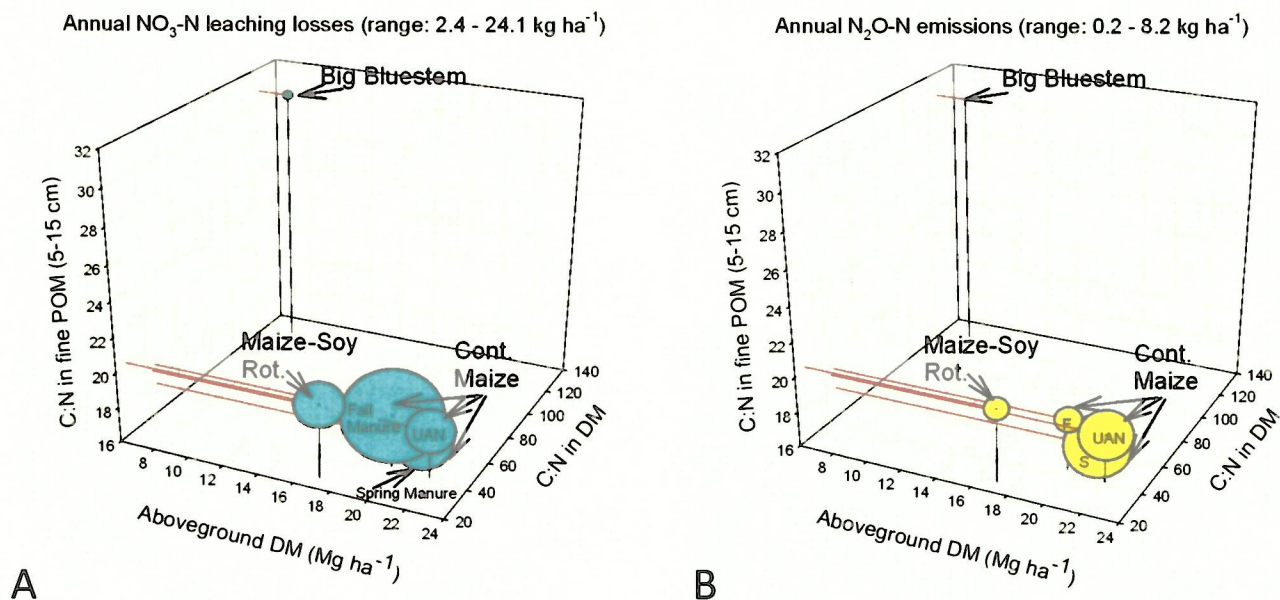 Annual NO₃-N leaching losses (range: 2.4 - 24.1 kg ha⁻¹)
Big Bluestem
32
30
28
26
24
22
20
18
16
C:N in fine POM (5-15 cm)
Maize-Soy
Rot.
Cont.
Maize
Fall
Manure
UAN
Spring Manure
8
10
12
14
16
18
20
22
24
Aboveground DM (Mg ha⁻¹)
20
40
60
80
100
120
140
C:N in DM
A
Annual N₂O-N emissions (range: 0.2 - 8.2 kg ha⁻¹)
Big Bluestem
32
30
28
26
24
22
20
18
16
C:N in fine POM (5-15 cm)
Maize-Soy
Rot.
Cont.
Maize
F
UAN
S
8
10
12
14
16
18
20
22
24
Aboveground DM (Mg ha⁻¹)
20
40
60
80
100
120
140
C:N in DM
B